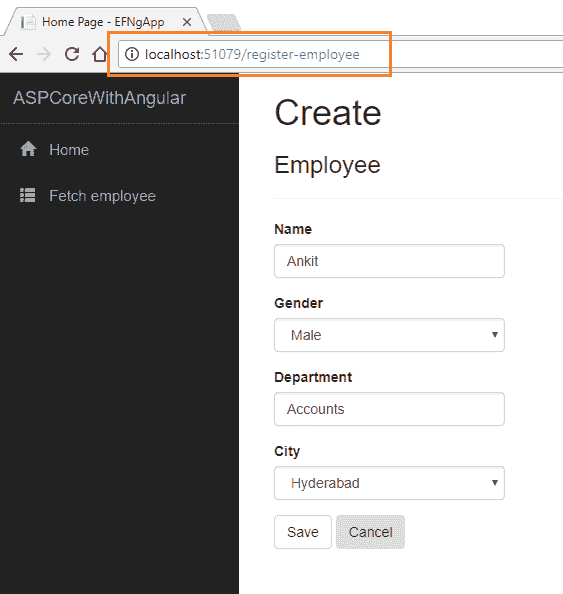 Home Page - EFNgApp
localhost:51079/register-employee
ASPCoreWithAngular
Home
Fetch employee
Create
Employee
Name
Ankit
Gender
Male
Department
Accounts
City
Hyderabad
Save Cancel